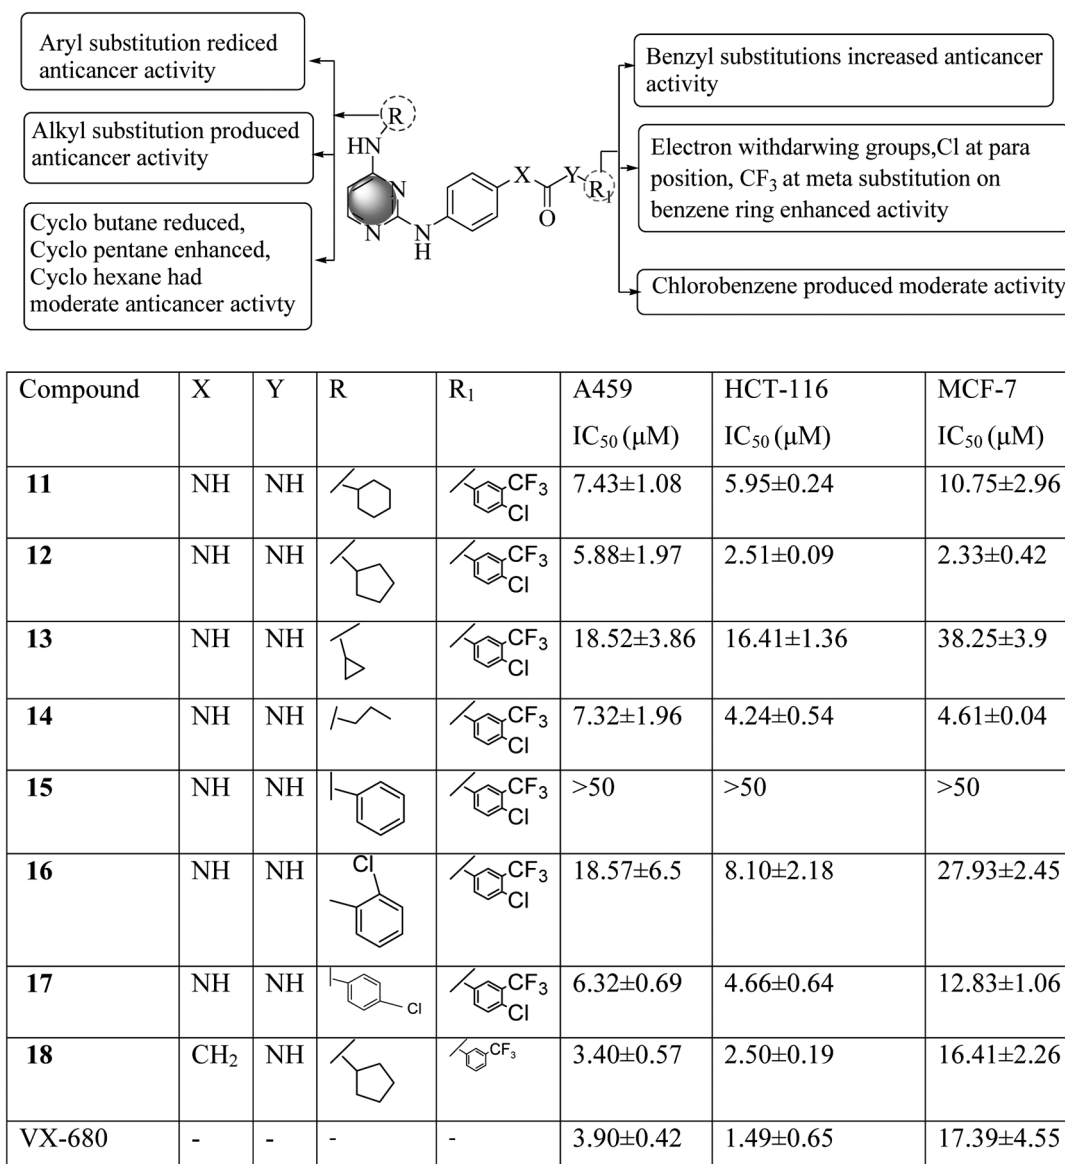 Aryl substitution rediced
anticancer activity
Alkyl substitution produced
anticancer activity
Cyclo butane reduced,
Cyclo pentane enhanced,
Cyclo hexane had
moderate anticancer activty
R
HN
N
N
N
H
X
O
Y
R₁
Benzyl substitutions increased anticancer
activity
Electron withdarwing groups,Cl at para
position, CF₃ at meta substitution on
benzene ring enhanced activity
Chlorobenzene produced moderate activity
Compound X Y R R₁ A459 HCT-116 MCF-7
IC₅₀ (μM) IC₅₀ (μM) IC₅₀ (μM)
11 NH NH CF₃ 7.43±1.08 5.95±0.24 10.75±2.96
Cl
12 NH NH CF₃ 5.88±1.97 2.51±0.09 2.33±0.42
Cl
13 NH NH CF₃ 18.52±3.86 16.41±1.36 38.25±3.9
Cl
14 NH NH CF₃ 7.32±1.96 4.24±0.54 4.61±0.04
Cl
15 NH NH CF₃ >50 >50 >50
Cl
16 NH NH Cl CF₃ 18.57±6.5 8.10±2.18 27.93±2.45
Cl
17 NH NH Cl CF₃ 6.32±0.69 4.66±0.64 12.83±1.06
Cl
18 CH₂ NH CF₃ 3.40±0.57 2.50±0.19 16.41±2.26
VX-680 - - - - 3.90±0.42 1.49±0.65 17.39±4.55